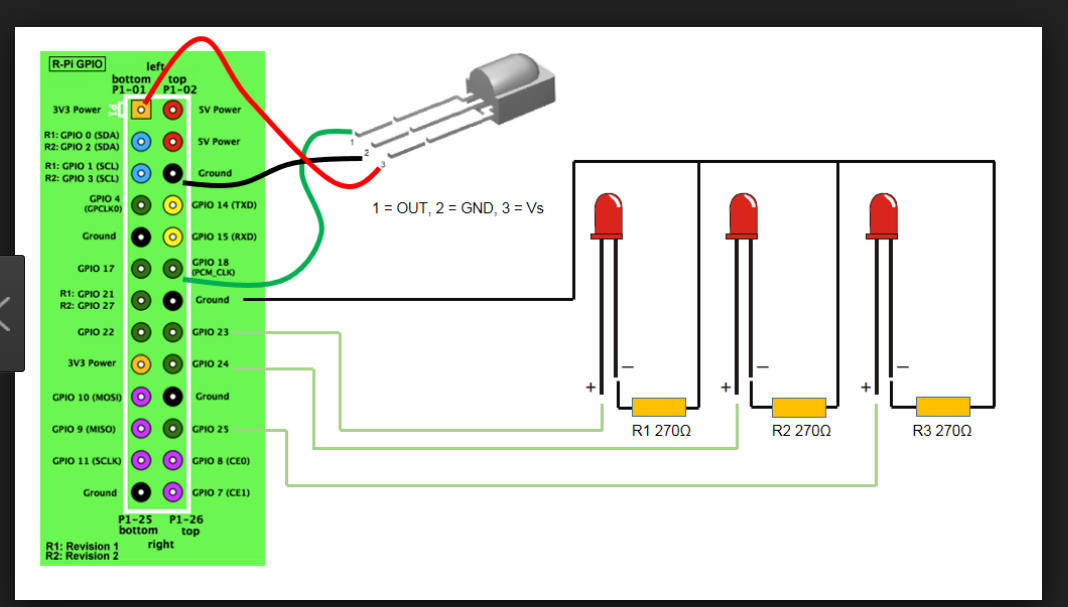 R-Pi GPIO
left
bottom top
P1-01 P1-02
3V3 Power 5V Power
R1: GPIO 0 (SDA)
R2: GPIO 2 (SDA)
5V Power
R1: GPIO 1 (SCL)
R2: GPIO 3 (SCL)
Ground
GPIO 4
(GPCLK0)
GPIO 14 (TXD)
Ground GPIO 15 (RXD)
GPIO 17
GPIO 18
(PCM_CLK)
R1: GPIO 21
R2: GPIO 27
Ground
GPIO 22 GPIO 23
3V3 Power GPIO 24
GPIO 10 (MOSI) Ground
GPIO 9 (MISO) GPIO 25
GPIO 11 (SCLK) GPIO 8 (CE0)
Ground GPIO 7 (CE1)
P1-25 P1-26
bottom top
right
R1: Revision 1
R2: Revision 2
1
2
3
1 = OUT, 2 = GND, 3 = Vs
+ − + − + −
R1 270Ω R2 270Ω R3 270Ω